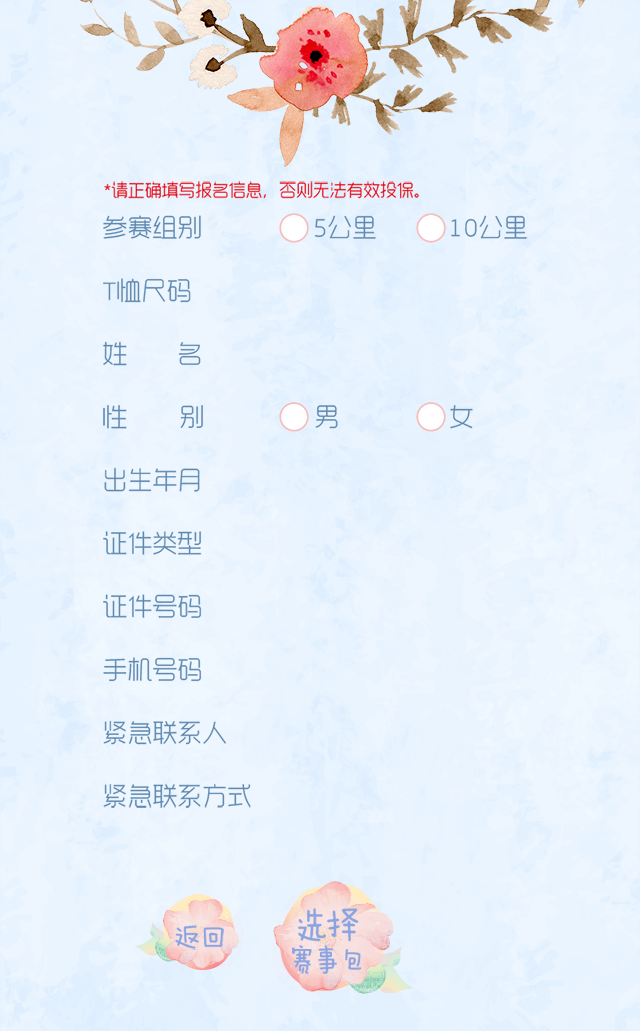 *请正确填写报名信息，否则无法有效投保。
参赛组别 5公里 10公里
T恤尺码
姓 名
性 别 男 女
出生年月
证件类型
证件号码
手机号码
紧急联系人
紧急联系方式
返回
选择
赛事包